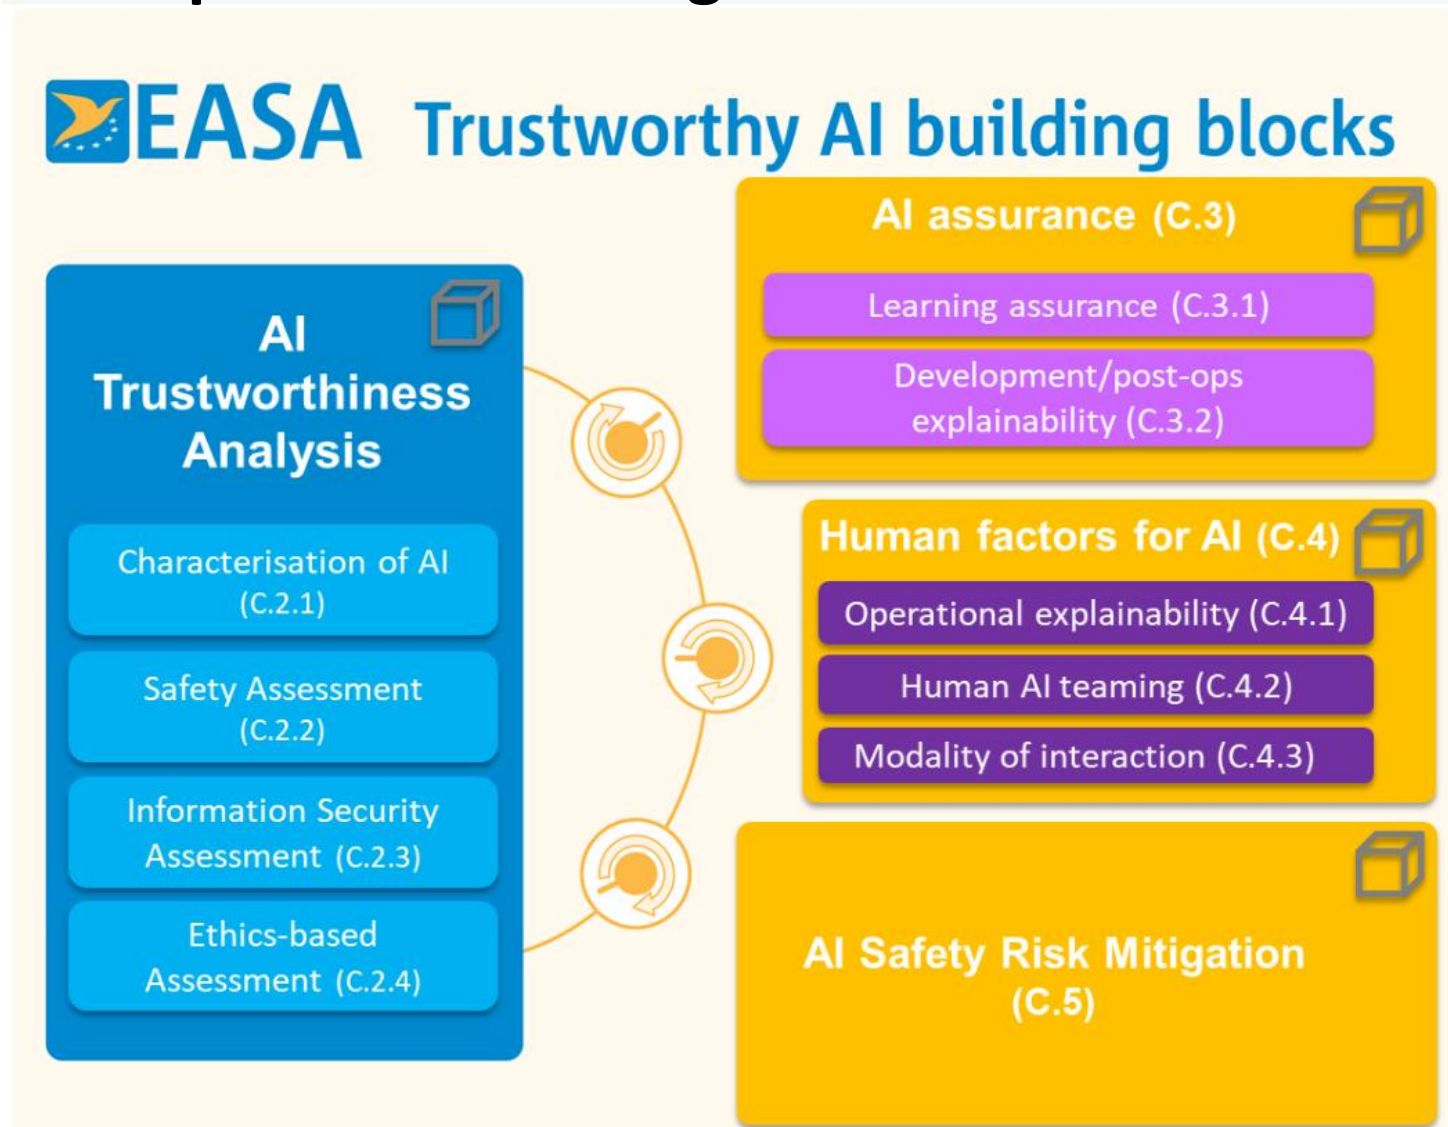 EASA Trustworthy AI building blocks
AI
Trustworthiness
Analysis
Characterisation of AI
(C.2.1)
Safety Assessment
(C.2.2)
Information Security
Assessment (C.2.3)
Ethics-based
Assessment (C.2.4)
AI assurance (C.3)
Learning assurance (C.3.1)
Development/post-ops
explainability (C.3.2)
Human factors for AI (C.4)
Operational explainability (C.4.1)
Human AI teaming (C.4.2)
Modality of interaction (C.4.3)
AI Safety Risk Mitigation
(C.5)